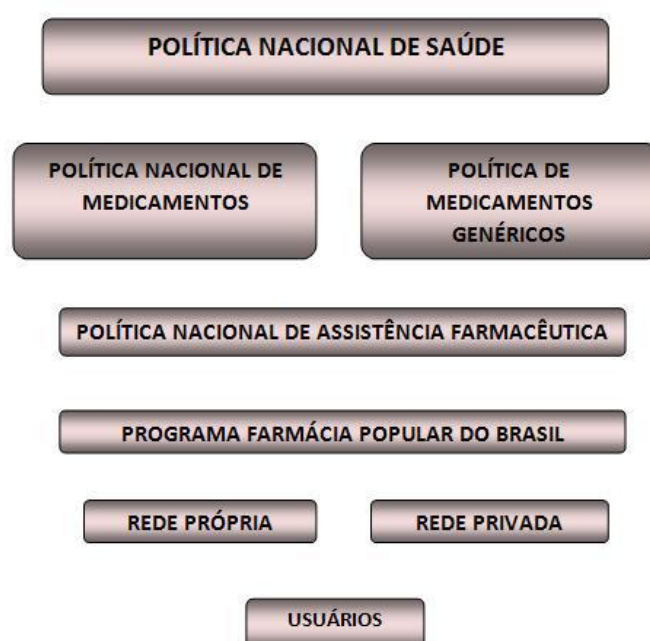 POLÍTICA NACIONAL DE SAÚDE
POLÍTICA NACIONAL DE
MEDICAMENTOS
POLÍTICA DE
MEDICAMENTOS
GENÉRICOS
POLÍTICA NACIONAL DE ASSISTÊNCIA FARMACÊUTICA
PROGRAMA FARMÁCIA POPULAR DO BRASIL
REDE PRÓPRIA
REDE PRIVADA
USUÁRIOS